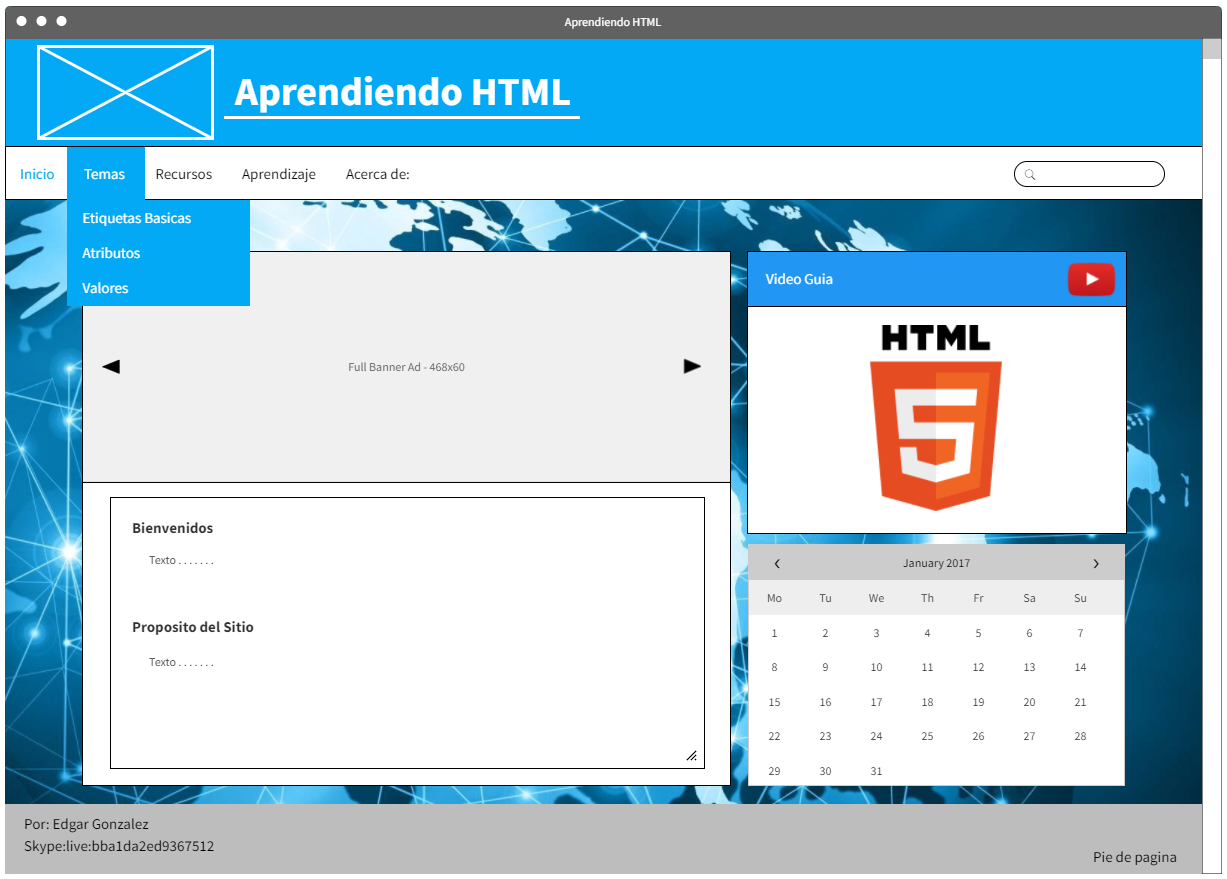 Aprendiendo HTML
Aprendiendo HTML
Inicio Temas Recursos Aprendizaje Acerca de:
Etiquetas Basicas
Atributos
Valores
Full Banner Ad - 468x60
Bienvenidos
Texto . . . . . . .
Proposito del Sitio
Texto . . . . . . .
Video Guia
HTML
5
January 2017
Mo Tu We Th Fr Sa Su
1 2 3 4 5 6 7
8 9 10 11 12 13 14
15 16 17 18 19 20 21
22 23 24 25 26 27 28
29 30 31
Por: Edgar Gonzalez
Skype:live:bba1da2ed9367512
Pie de pagina